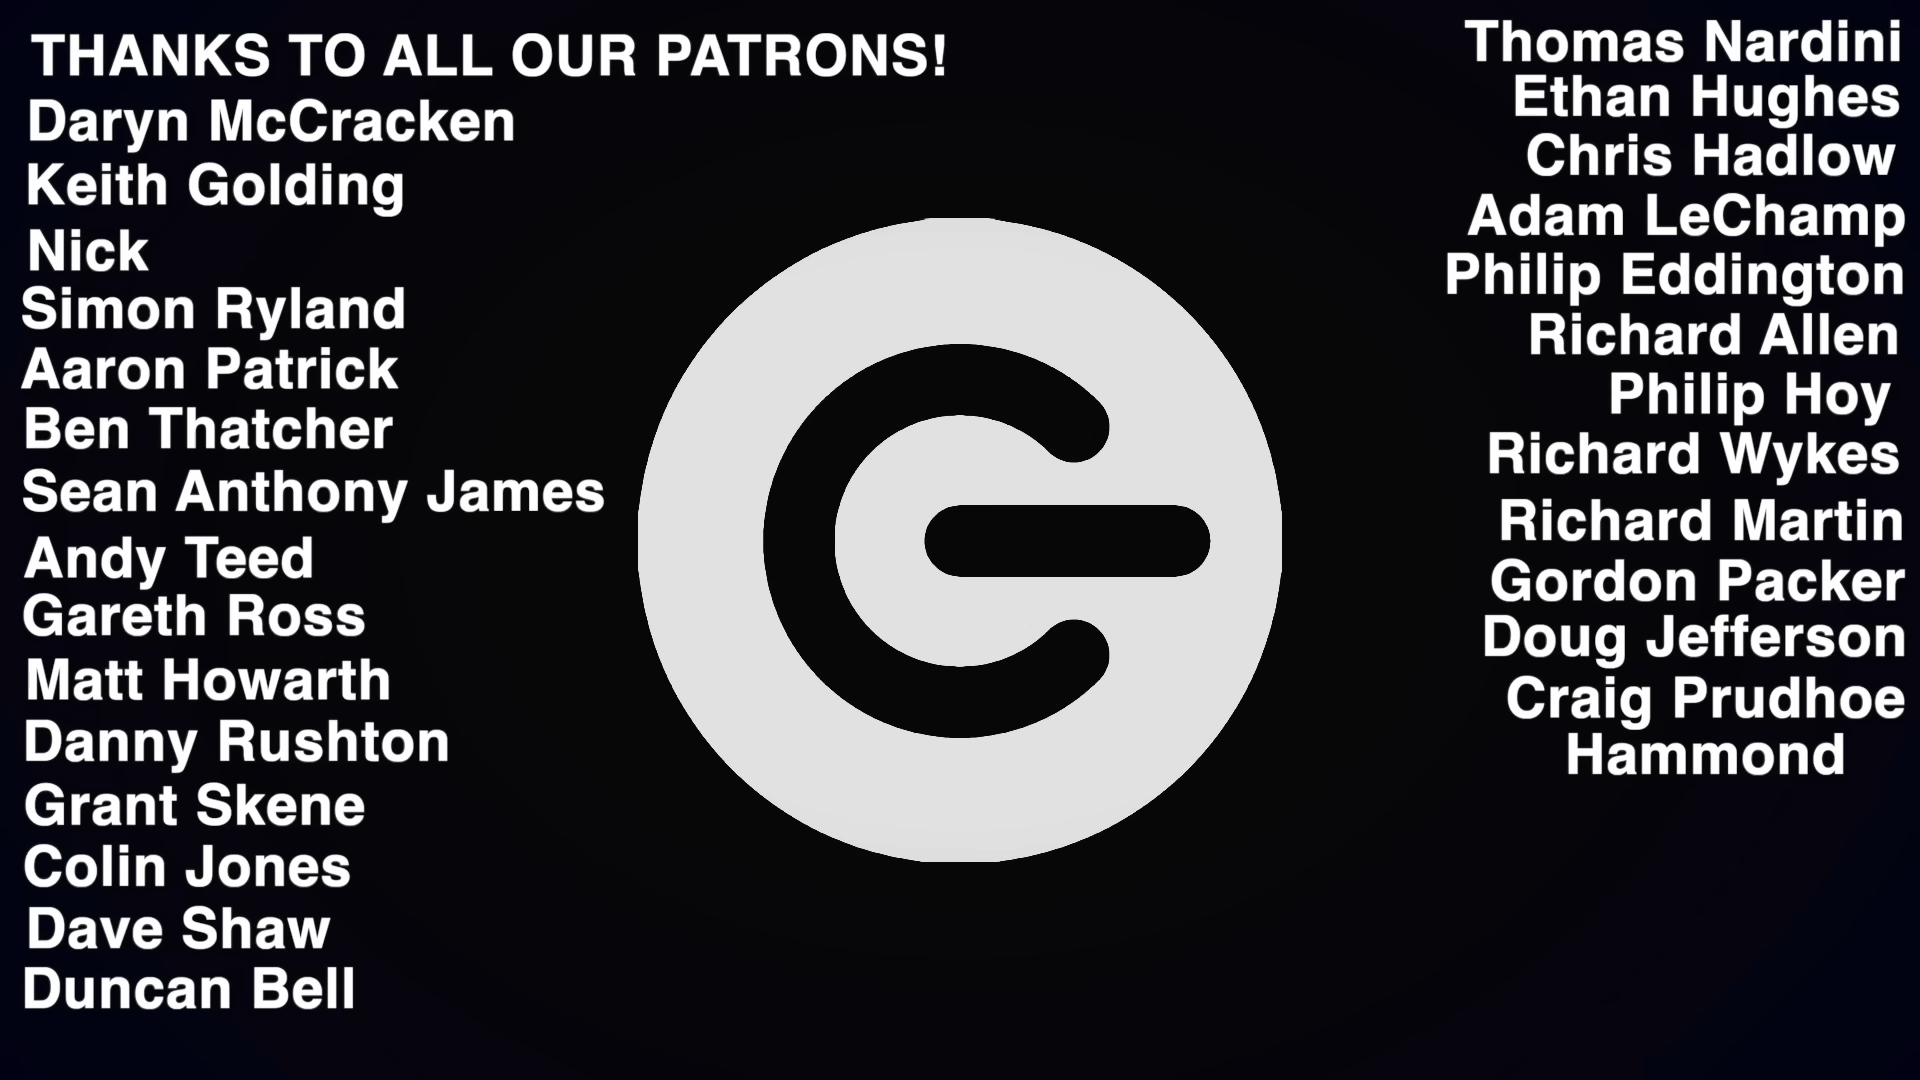 THANKS TO ALL OUR PATRONS!
Daryn McCracken
Keith Golding
Nick
Simon Ryland
Aaron Patrick
Ben Thatcher
Sean Anthony James
Andy Teed
Gareth Ross
Matt Howarth
Danny Rushton
Grant Skene
Colin Jones
Dave Shaw
Duncan Bell
Thomas Nardini
Ethan Hughes
Chris Hadlow
Adam LeChamp
Philip Eddington
Richard Allen
Philip Hoy
Richard Wykes
Richard Martin
Gordon Packer
Doug Jefferson
Craig Prudhoe
Hammond